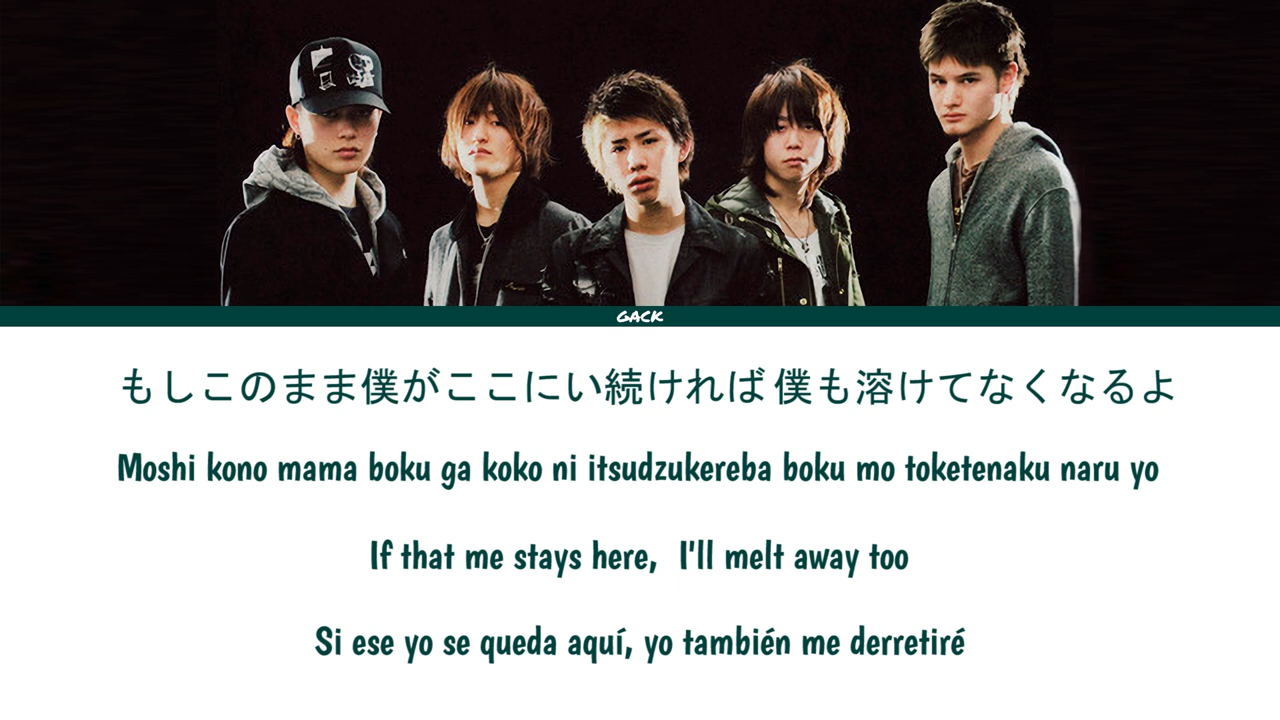 GACK
もしこのまま僕がここにい続ければ 僕も溶けてなくなるよ
Moshi kono mama boku ga koko ni itsudzukereba boku mo toketenaku naru yo
If that me stays here, I'll melt away too
Si ese yo se queda aquí, yo también me derretiré